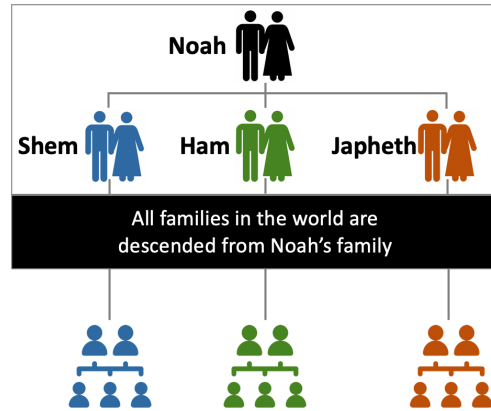 Noah
Shem
Ham
Japheth
All families in the world are
descended from Noah’s family